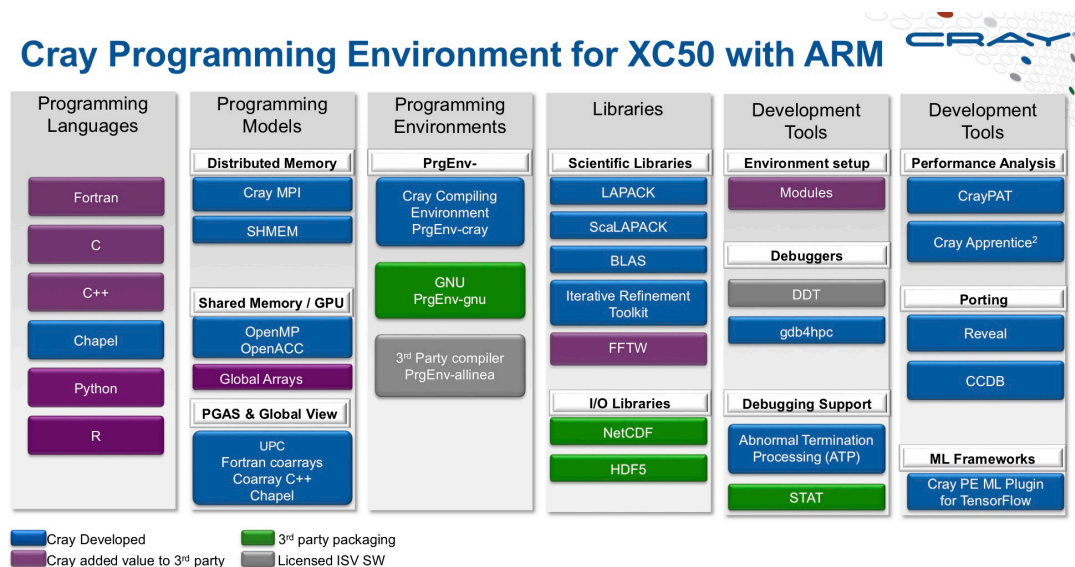 CRAY
Cray Programming Environment for XC50 with ARM
Programming
Languages
Fortran
C
C++
Chapel
Python
R
Programming
Models
Distributed Memory
Cray MPI
SHMEM
Shared Memory / GPU
OpenMP
OpenACC
Global Arrays
PGAS & Global View
UPC
Fortran coarrays
Coarray C++
Chapel
Programming
Environments
PrgEnv-
Cray Compiling
Environment
PrgEnv-cray
GNU
PrgEnv-gnu
3rd Party compiler
PrgEnv-allinea
Libraries
Scientific Libraries
LAPACK
ScaLAPACK
BLAS
Iterative Refinement
Toolkit
FFTW
I/O Libraries
NetCDF
HDF5
Development
Tools
Environment setup
Modules
Debuggers
DDT
gdb4hpc
Debugging Support
Abnormal Termination
Processing (ATP)
STAT
Development
Tools
Performance Analysis
CrayPAT
Cray Apprentice2
Porting
Reveal
CCDB
ML Frameworks
Cray PE ML Plugin
for TensorFlow
Cray Developed
3rd party packaging
Cray added value to 3rd party
Licensed ISV SW